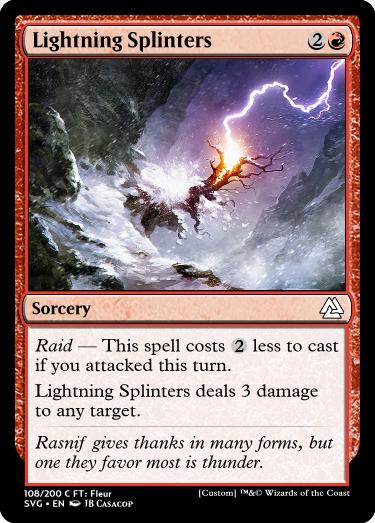 Lightning Splinters 2
Sorcery
Raid — This spell costs 2 less to cast
if you attacked this turn.
Lightning Splinters deals 3 damage
to any target.
Rasnif gives thanks in many forms, but
one they favor most is thunder.
108/200 C FT: Fleur [Custom] ™&© Wizards of the Coast
SVG • EN JB Casacop